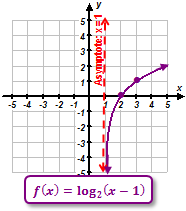 y
5
4
3
2
1
Asymptote: x = 1
x
-5 -4 -3 -2 -1 1 2 3 4 5
-1
-2
-3
-4
-5
f(x) = log₂(x − 1)